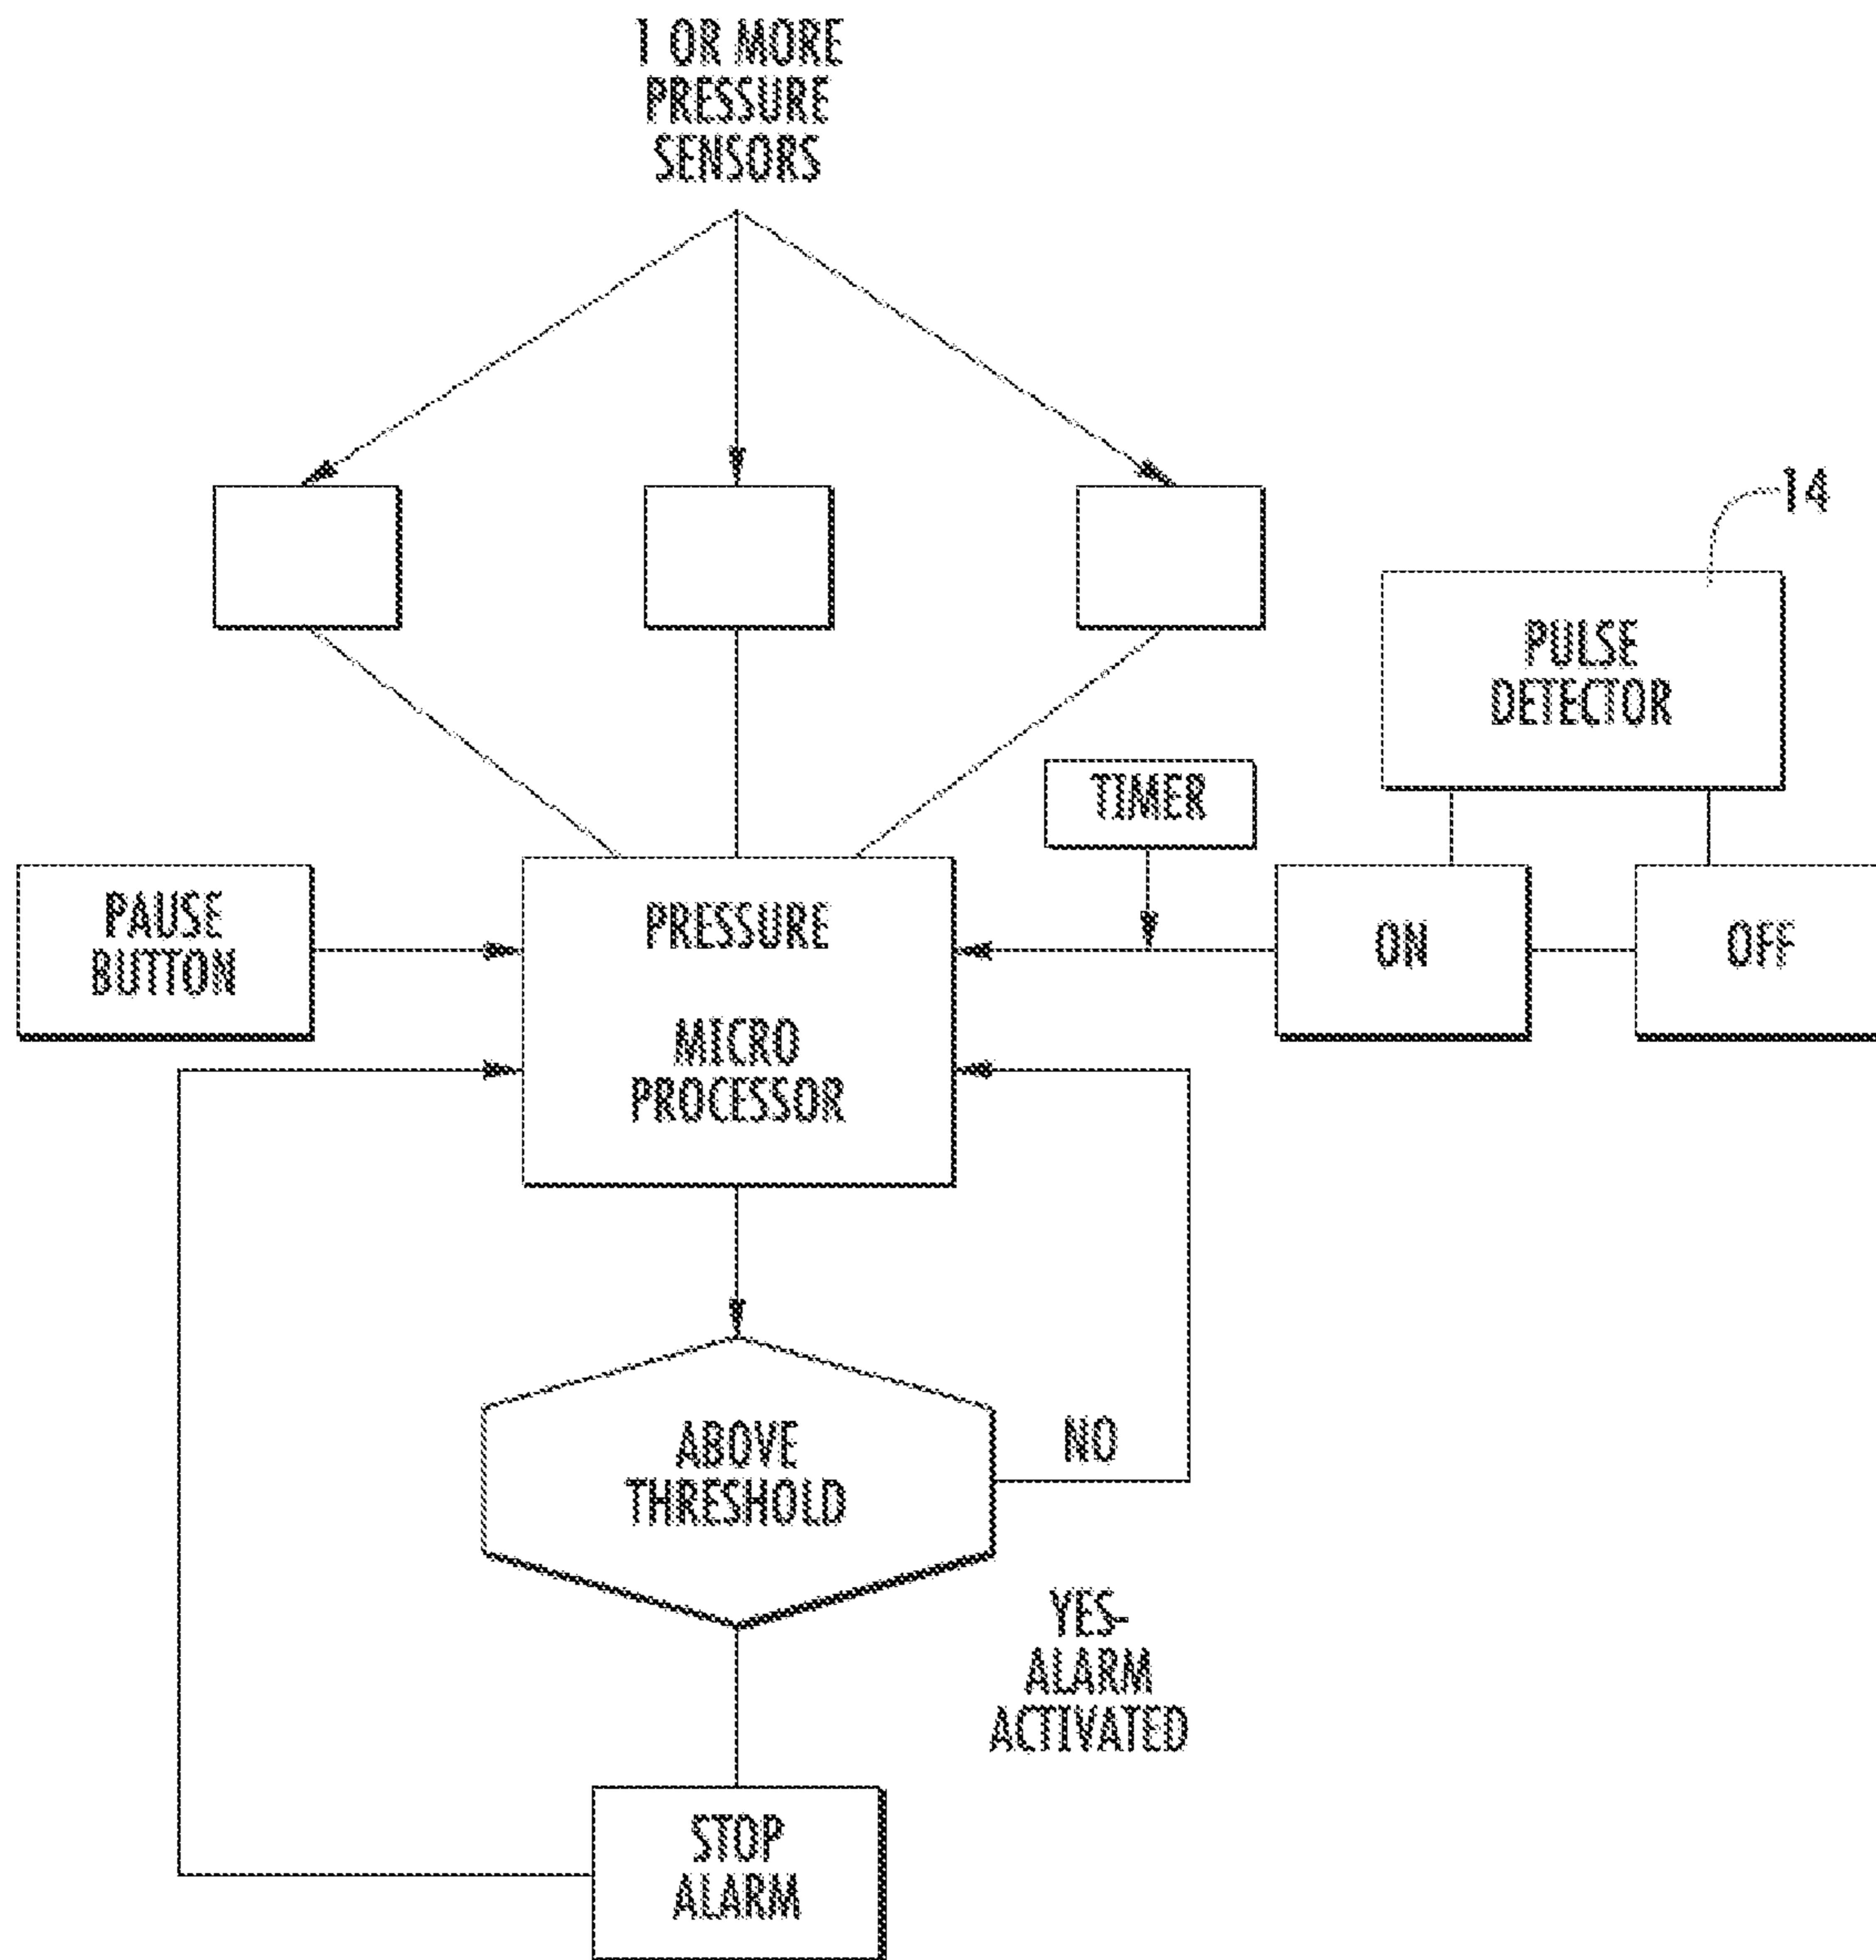 1 OR MORE
PRESSURE
SENSORS
14
PULSE
DETECTOR
TIMER
PAUSE
BUTTON
PRESSURE
MICRO
PROCESSOR
ON
OFF
ABOVE
THRESHOLD
NO
YES-
ALARM
ACTIVATED
STOP
ALARM